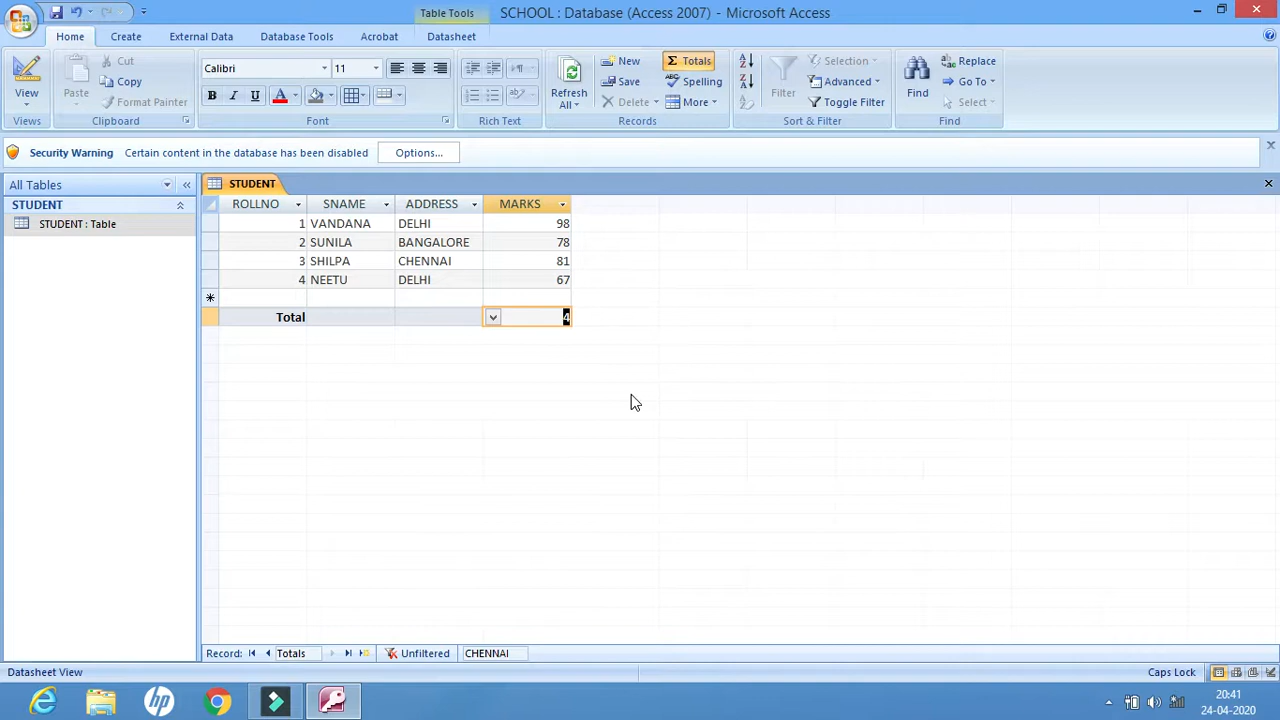 Table Tools
SCHOOL : Database (Access 2007) - Microsoft Access
Home
Create
External Data
Database Tools
Acrobat
Datasheet
View
Views
Paste
Cut
Copy
Format Painter
Clipboard
Calibri
11
B
I
U
A
Font
Rich Text
Refresh
All
New
Save
Delete
Σ Totals
Spelling
More
Records
Filter
Selection
Advanced
Toggle Filter
Sort & Filter
Find
Replace
Go To
Select
Find
Security Warning
Certain content in the database has been disabled
Options...
All Tables
STUDENT
STUDENT : Table
STUDENT
ROLLNO SNAME ADDRESS MARKS
1 VANDANA DELHI 98
2 SUNILA BANGALORE 78
3 SHILPA CHENNAI 81
4 NEETU DELHI 67
Total 4
Record: Totals
Unfiltered
CHENNAI
Datasheet View
Caps Lock
20:41
24-04-2020